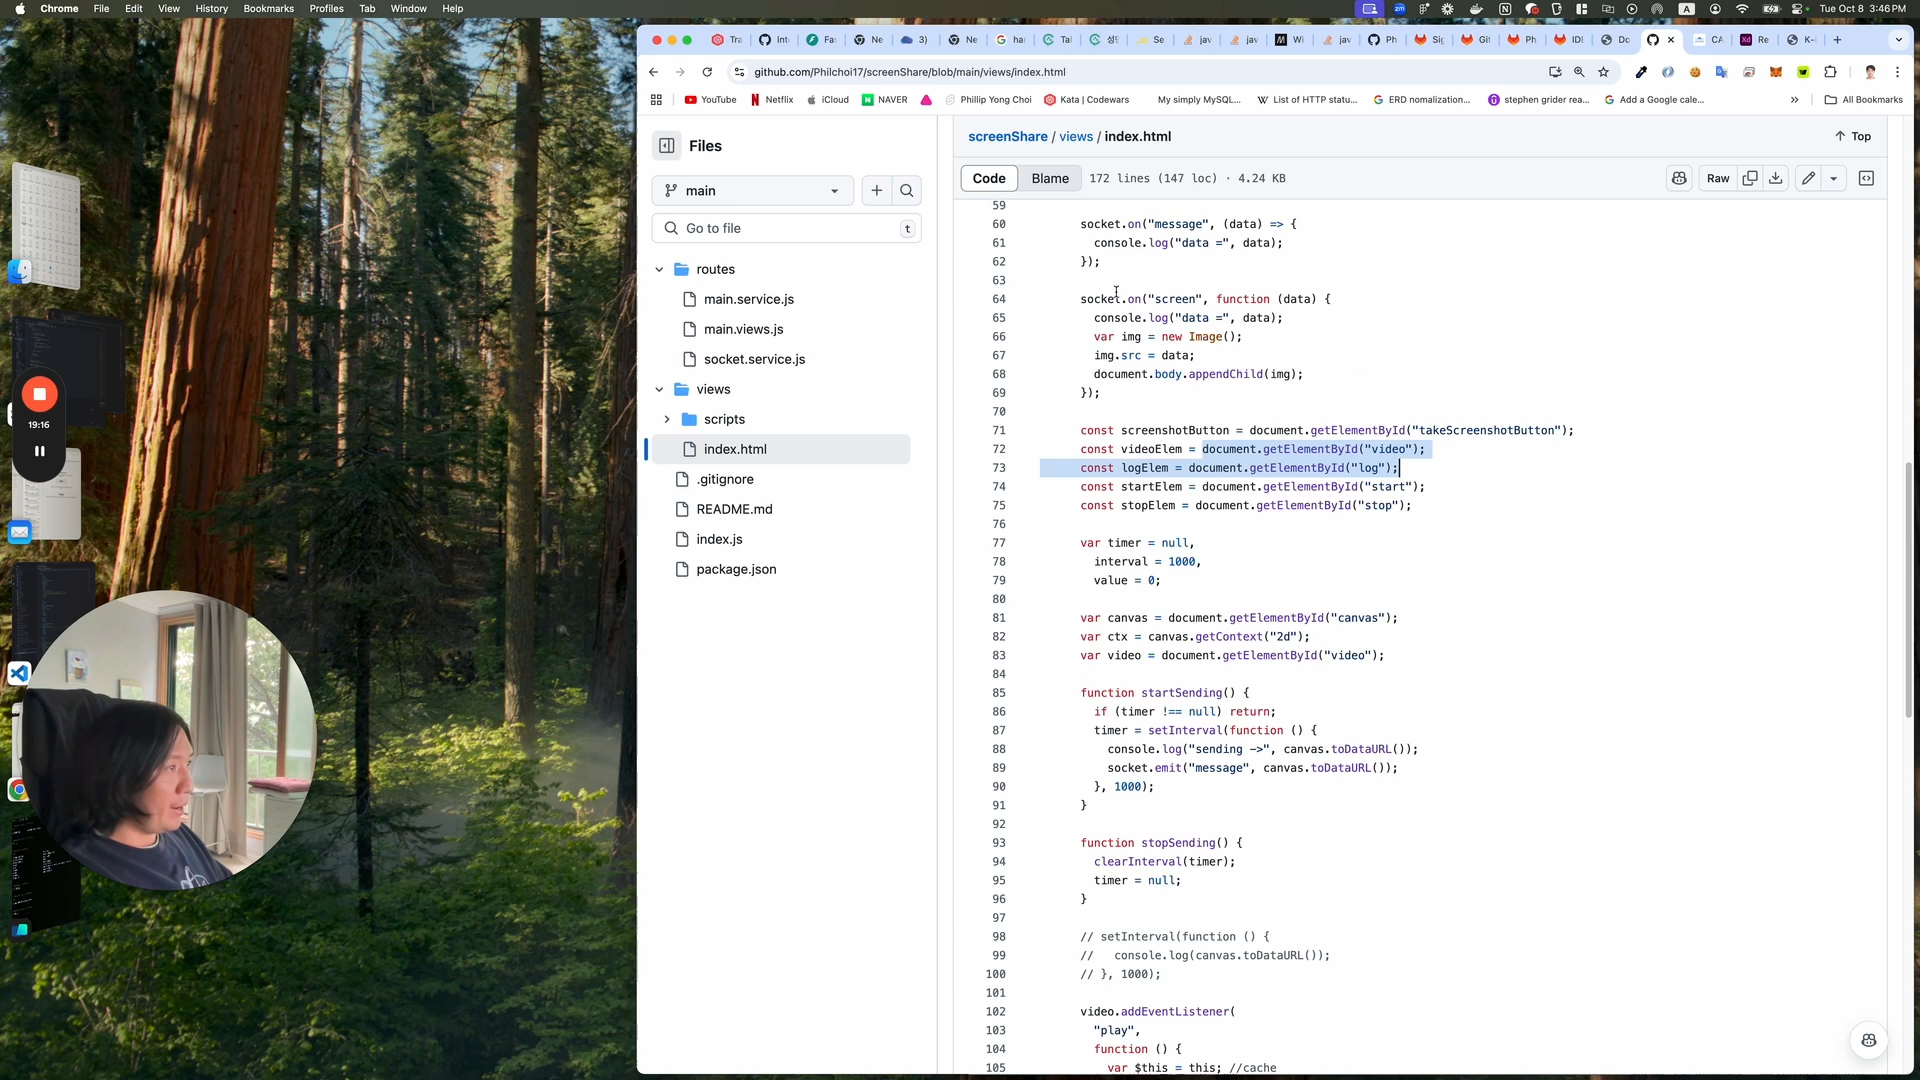 Chrome File Edit View History Bookmarks Profiles Tab Window Help
Tue Oct 8 3:46 PM
github.com/Philchoi17/screenShare/blob/main/views/index.html
YouTube Netflix iCloud NAVER Phillip Yong Choi Kata | Codewars My simply MySQL... List of HTTP statu... ERD nomalization... stephen grider rea... Add a Google cale... » All Bookmarks
Files
main
Go to file
t
routes
main.service.js
main.views.js
socket.service.js
views
scripts
index.html
.gitignore
README.md
index.js
package.json
19:16
screenShare / views / index.html
Top
Code Blame 172 lines (147 loc) · 4.24 KB
Raw
59
60 socket.on("message", (data) => {
61 console.log("data =", data);
62 });
63
64 socket.on("screen", function (data) {
65 console.log("data =", data);
66 var img = new Image();
67 img.src = data;
68 document.body.appendChild(img);
69 });
70
71 const screenshotButton = document.getElementById("takeScreenshotButton");
72 const videoElem = document.getElementById("video");
73 const logElem = document.getElementById("log");
74 const startElem = document.getElementById("start");
75 const stopElem = document.getElementById("stop");
76
77 var timer = null,
78 interval = 1000,
79 value = 0;
80
81 var canvas = document.getElementById("canvas");
82 var ctx = canvas.getContext("2d");
83 var video = document.getElementById("video");
84
85 function startSending() {
86 if (timer !== null) return;
87 timer = setInterval(function () {
88 console.log("sending ->", canvas.toDataURL());
89 socket.emit("message", canvas.toDataURL());
90 }, 1000);
91 }
92
93 function stopSending() {
94 clearInterval(timer);
95 timer = null;
96 }
97
98 // setInterval(function () {
99 // console.log(canvas.toDataURL());
100 // }, 1000);
101
102 video.addEventListener(
103 "play",
104 function () {
105 var $this = this; //cache